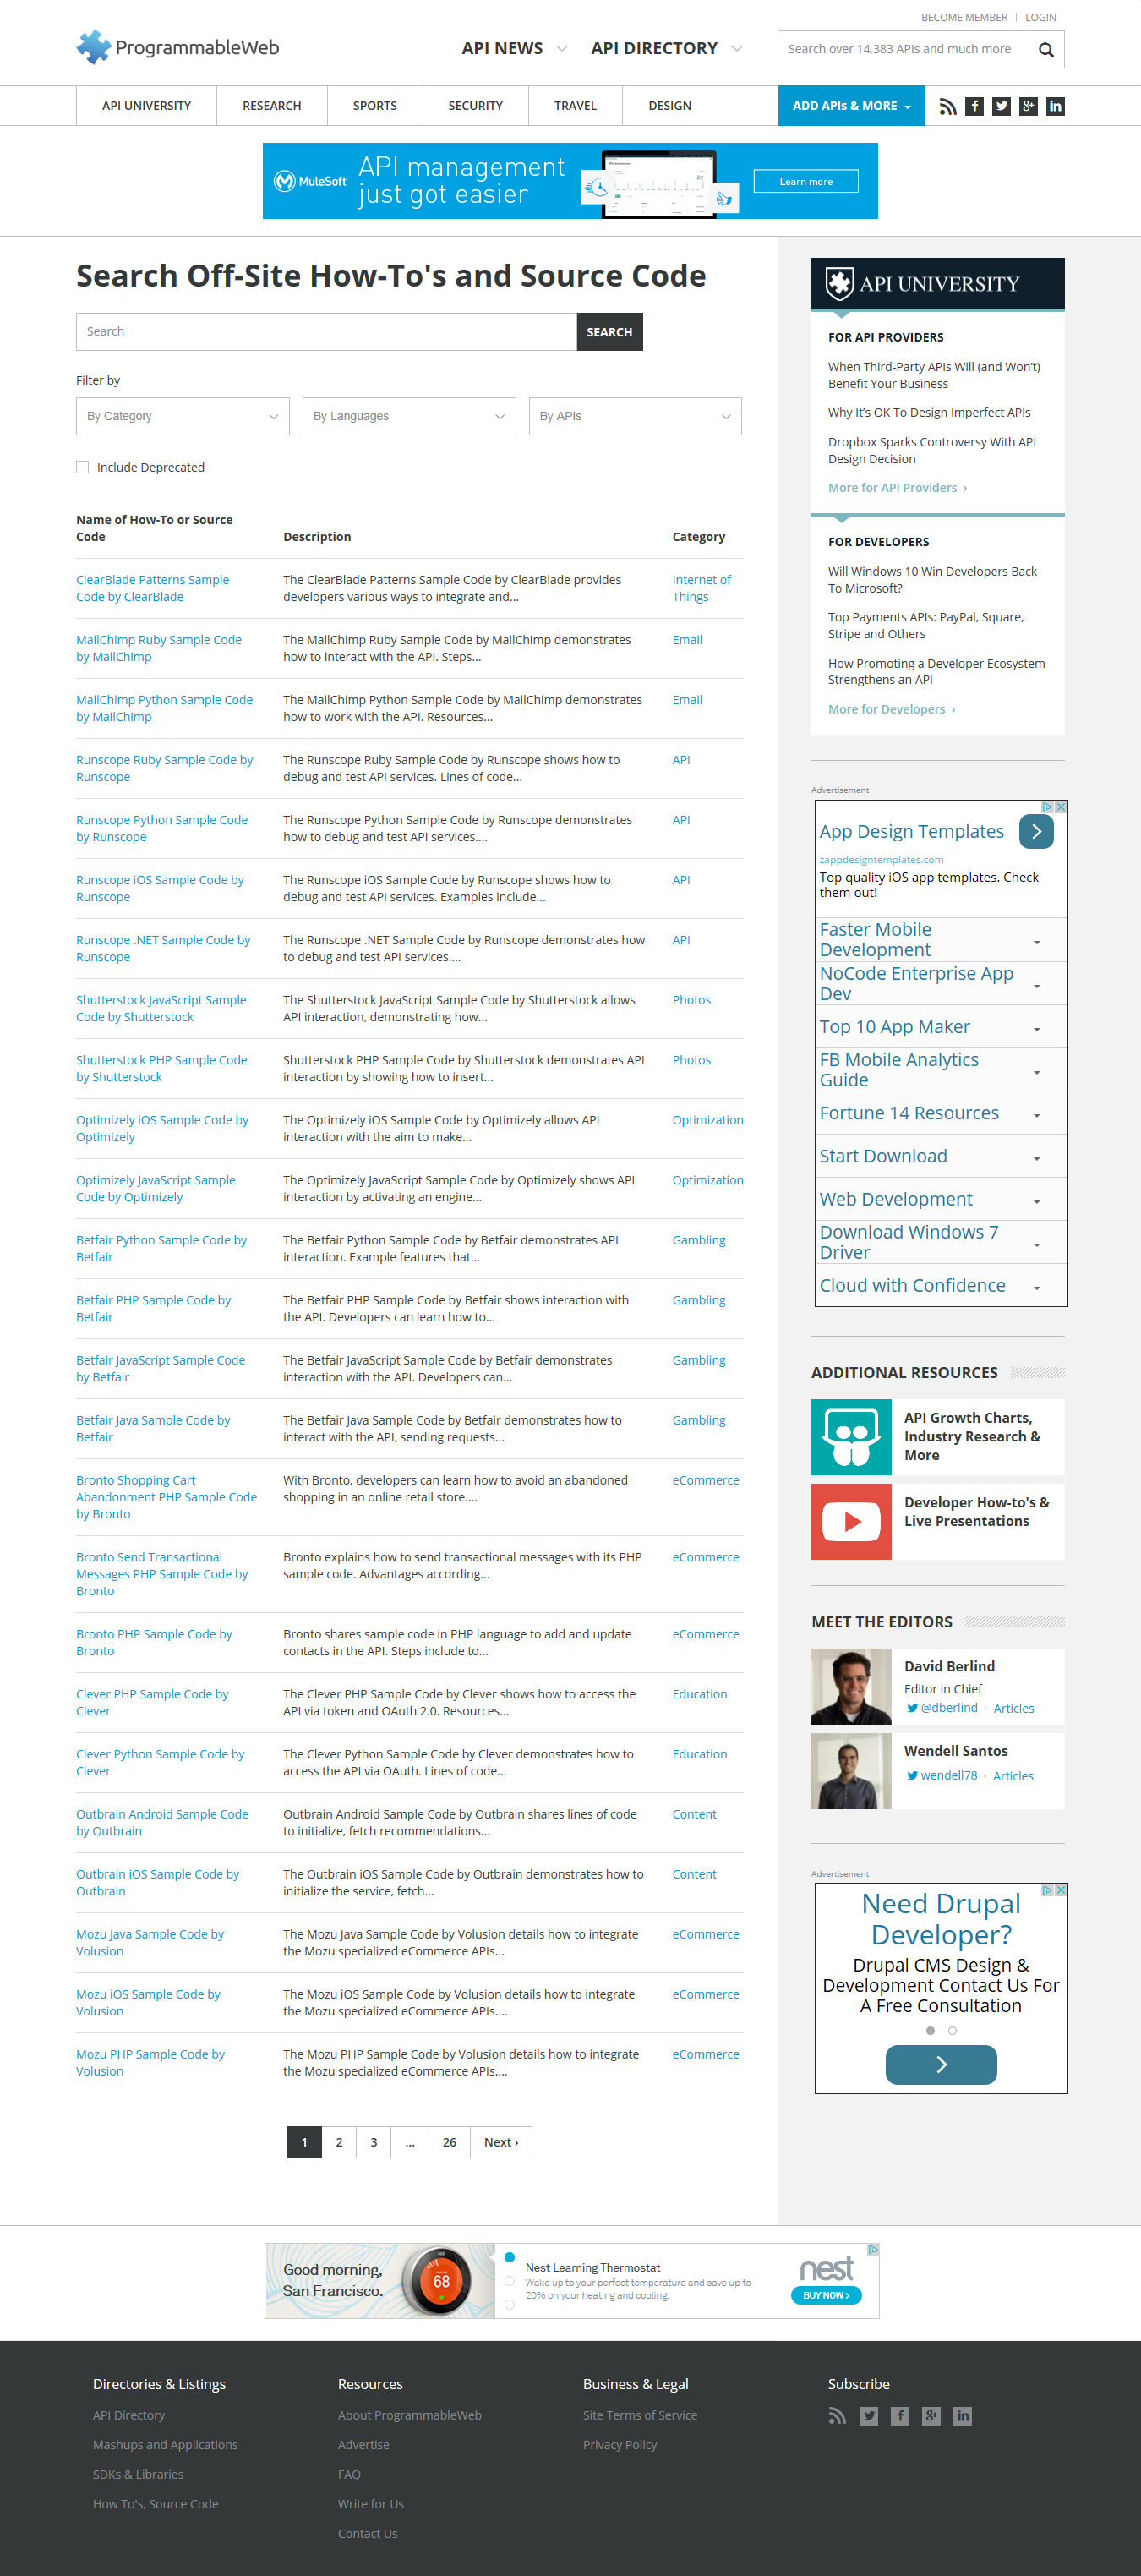 BECOME MEMBER | LOGIN
ProgrammableWeb
API NEWS
API DIRECTORY
Search over 14,383 APIs and much more
API UNIVERSITY
RESEARCH
SPORTS
SECURITY
TRAVEL
DESIGN
ADD APIs & MORE
MuleSoft
API management
just got easier
Learn more
Search Off-Site How-To's and Source Code
Search
SEARCH
Filter by
By Category
By Languages
By APIs
Include Deprecated
Name of How-To or Source
Code
Description
Category
ClearBlade Patterns Sample
Code by ClearBlade
The ClearBlade Patterns Sample Code by ClearBlade provides
developers various ways to integrate and...
Internet of
Things
MailChimp Ruby Sample Code
by MailChimp
The MailChimp Ruby Sample Code by MailChimp demonstrates
how to interact with the API. Steps...
Email
MailChimp Python Sample Code
by MailChimp
The MailChimp Python Sample Code by MailChimp demonstrates
how to work with the API. Resources...
Email
Runscope Ruby Sample Code by
Runscope
The Runscope Ruby Sample Code by Runscope shows how to
debug and test API services. Lines of code...
API
Runscope Python Sample Code
by Runscope
The Runscope Python Sample Code by Runscope demonstrates
how to debug and test API services....
API
Runscope iOS Sample Code by
Runscope
The Runscope iOS Sample Code by Runscope shows how to
debug and test API services. Examples include...
API
Runscope .NET Sample Code by
Runscope
The Runscope .NET Sample Code by Runscope demonstrates how
to debug and test API services....
API
Shutterstock JavaScript Sample
Code by Shutterstock
The Shutterstock JavaScript Sample Code by Shutterstock allows
API interaction, demonstrating how...
Photos
Shutterstock PHP Sample Code
by Shutterstock
Shutterstock PHP Sample Code by Shutterstock demonstrates API
interaction by showing how to insert...
Photos
Optimizely iOS Sample Code by
Optimizely
The Optimizely iOS Sample Code by Optimizely allows API
interaction with the aim to make...
Optimization
Optimizely JavaScript Sample
Code by Optimizely
The Optimizely JavaScript Sample Code by Optimizely shows API
interaction by activating an engine...
Optimization
Betfair Python Sample Code by
Betfair
The Betfair Python Sample Code by Betfair demonstrates API
interaction. Example features that...
Gambling
Betfair PHP Sample Code by
Betfair
The Betfair PHP Sample Code by Betfair shows interaction with
the API. Developers can learn how to...
Gambling
Betfair JavaScript Sample Code
by Betfair
The Betfair JavaScript Sample Code by Betfair demonstrates
interaction with the API. Developers can...
Gambling
Betfair Java Sample Code by
Betfair
The Betfair Java Sample Code by Betfair demonstrates how to
interact with the API, sending requests...
Gambling
Bronto Shopping Cart
Abandonment PHP Sample Code
by Bronto
With Bronto, developers can learn how to avoid an abandoned
shopping in an online retail store....
eCommerce
Bronto Send Transactional
Messages PHP Sample Code by
Bronto
Bronto explains how to send transactional messages with its PHP
sample code. Advantages according...
eCommerce
Bronto PHP Sample Code by
Bronto
Bronto shares sample code in PHP language to add and update
contacts in the API. Steps include to...
eCommerce
Clever PHP Sample Code by
Clever
The Clever PHP Sample Code by Clever shows how to access the
API via token and OAuth 2.0. Resources...
Education
Clever Python Sample Code by
Clever
The Clever Python Sample Code by Clever demonstrates how to
access the API via OAuth. Lines of code...
Education
Outbrain Android Sample Code
by Outbrain
Outbrain Android Sample Code by Outbrain shares lines of code
to initialize, fetch recommendations...
Content
Outbrain iOS Sample Code by
Outbrain
The Outbrain iOS Sample Code by Outbrain demonstrates how to
initialize the service, fetch...
Content
Mozu Java Sample Code by
Volusion
The Mozu Java Sample Code by Volusion details how to integrate
the Mozu specialized eCommerce APIs...
eCommerce
Mozu iOS Sample Code by
Volusion
The Mozu iOS Sample Code by Volusion details how to integrate
the Mozu specialized eCommerce APIs....
eCommerce
Mozu PHP Sample Code by
Volusion
The Mozu PHP Sample Code by Volusion details how to integrate
the Mozu specialized eCommerce APIs....
eCommerce
1
2
3
...
26
Next ›
API UNIVERSITY
FOR API PROVIDERS
When Third-Party APIs Will (and Won't)
Benefit Your Business
Why It's OK To Design Imperfect APIs
Dropbox Sparks Controversy With API
Design Decision
More for API Providers ›
FOR DEVELOPERS
Will Windows 10 Win Developers Back
To Microsoft?
Top Payments APIs: PayPal, Square,
Stripe and Others
How Promoting a Developer Ecosystem
Strengthens an API
More for Developers ›
Advertisement
App Design Templates
zappdesigntemplates.com
Top quality iOS app templates. Check
them out!
Faster Mobile
Development
NoCode Enterprise App
Dev
Top 10 App Maker
FB Mobile Analytics
Guide
Fortune 14 Resources
Start Download
Web Development
Download Windows 7
Driver
Cloud with Confidence
ADDITIONAL RESOURCES
API Growth Charts,
Industry Research &
More
Developer How-to's &
Live Presentations
MEET THE EDITORS
David Berlind
Editor in Chief
@dberlind · Articles
Wendell Santos
wendell78 · Articles
Advertisement
Need Drupal
Developer?
Drupal CMS Design &
Development Contact Us For
A Free Consultation
Good morning,
San Francisco.
68
Nest Learning Thermostat
Wake up to your perfect temperature and save up to
20% on your heating and cooling.
nest
BUY NOW ›
Directories & Listings
API Directory
Mashups and Applications
SDKs & Libraries
How To's, Source Code
Resources
About ProgrammableWeb
Advertise
FAQ
Write for Us
Contact Us
Business & Legal
Site Terms of Service
Privacy Policy
Subscribe